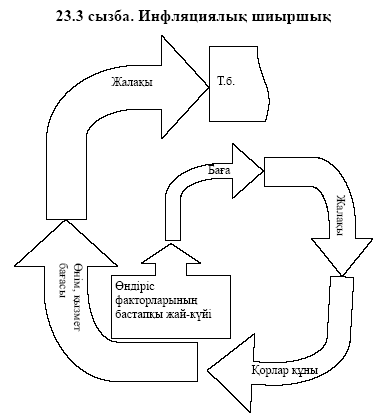 23.3 сызба. Инфляциялық шиыршық
Жалақы
Т.б.
Баға
Жалақы
Өнім, қызмет
бағасы
Өндіріс
факторларының
бастапқы жай-күйі
Қорлар құны